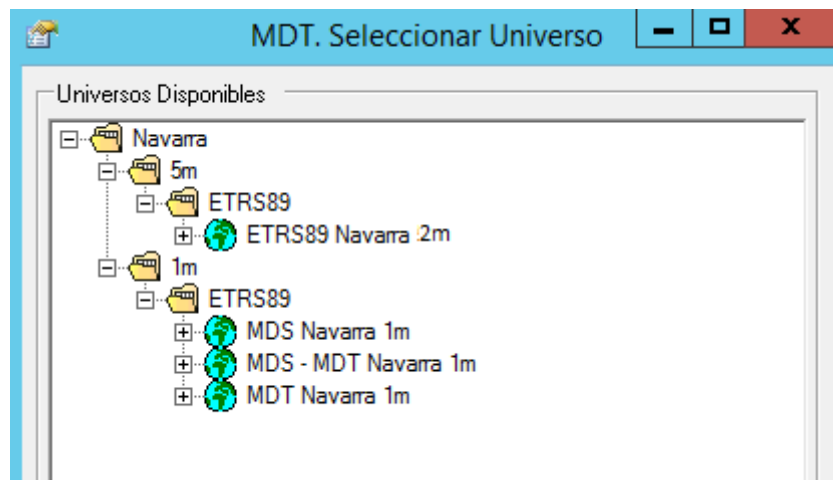 MDT. Seleccionar Universo
Universos Disponibles
Navarra
5m
ETRS89
ETRS89 Navarra 2m
1m
ETRS89
MDS Navarra 1m
MDS - MDT Navarra 1m
MDT Navarra 1m